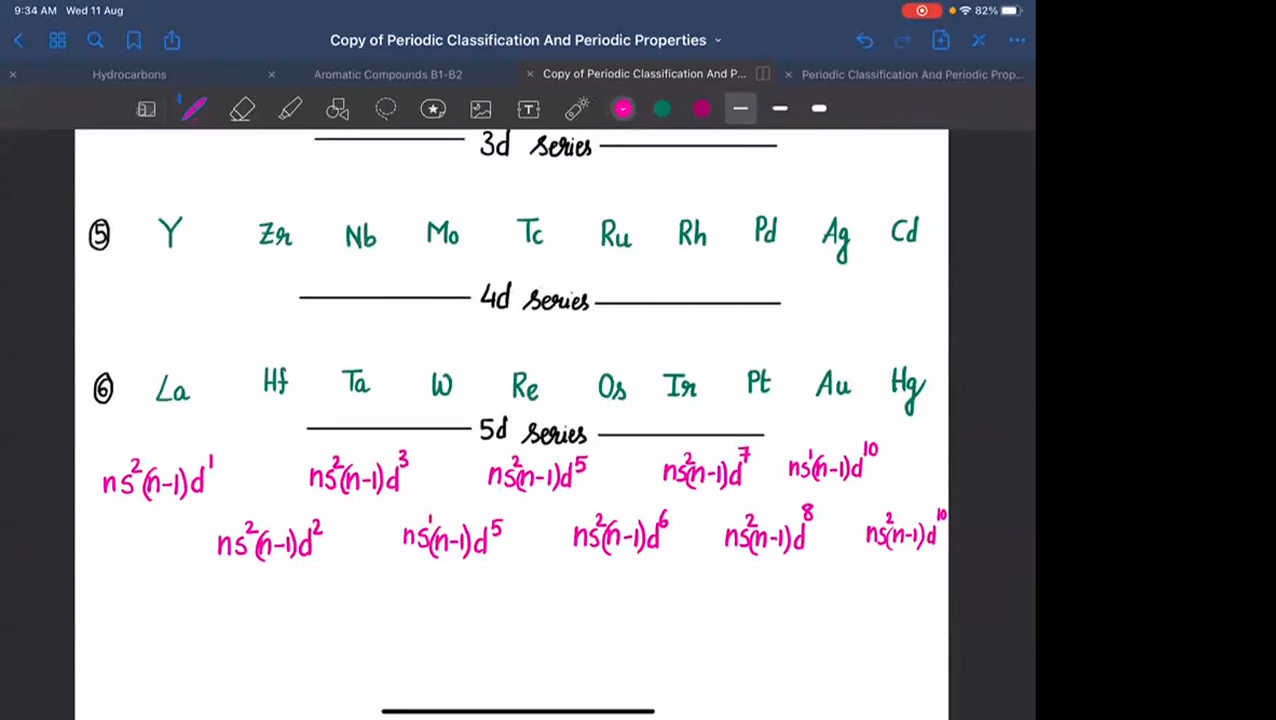 9:34 AM Wed 11 Aug 82%
Copy of Periodic Classification And Periodic Properties
Hydrocarbons Aromatic Compounds B1-B2 Copy of Periodic Classification And P... Periodic Classification And Periodic Prop...
3d series
⑤ Y Zr Nb Mo Tc Ru Rh Pd Ag Cd
4d series
⑥ La Hf Ta W Re Os Ir Pt Au Hg
5d series
ns²(n-1)d¹ ns²(n-1)d³ ns²(n-1)d⁵ ns²(n-1)d⁷ ns¹(n-1)d¹⁰
ns²(n-1)d² ns¹(n-1)d⁵ ns²(n-1)d⁶ ns²(n-1)d⁸ ns²(n-1)d¹⁰